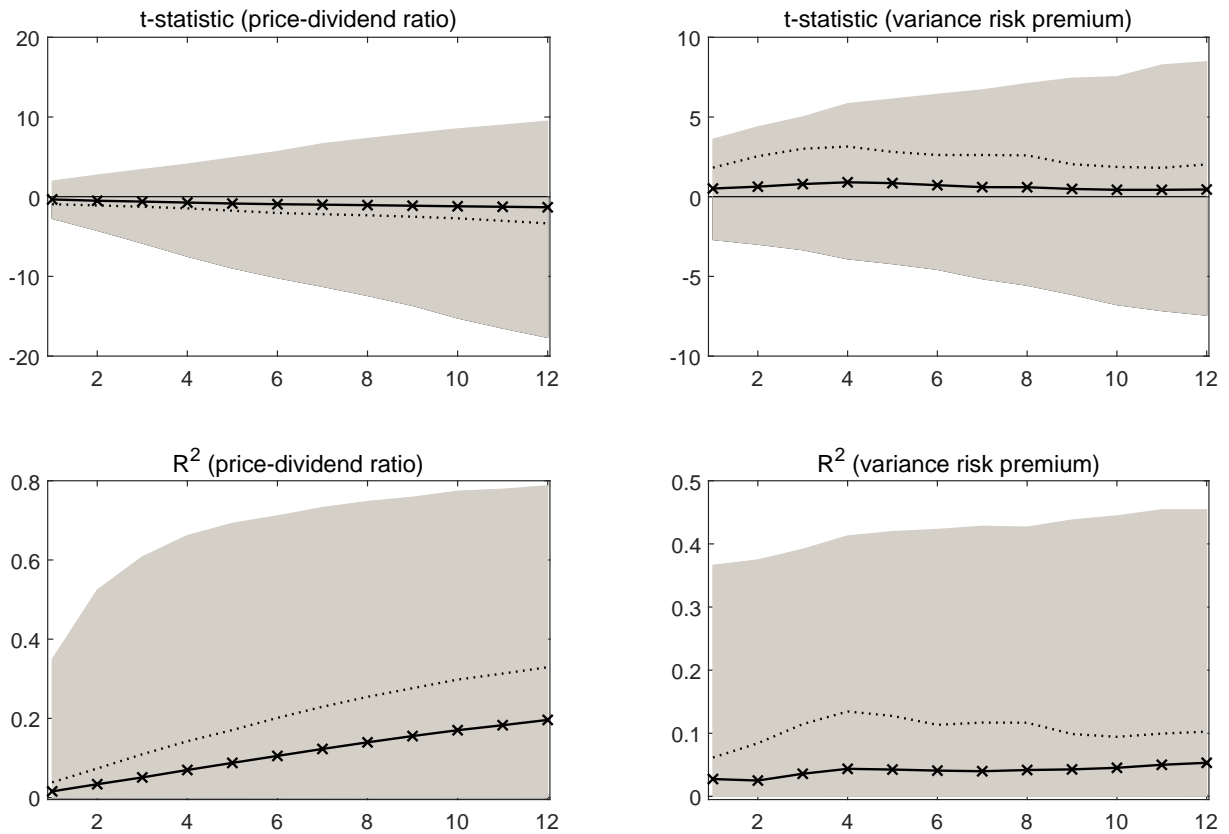 t-statistic (price-dividend ratio)
20
10
0
-10
-20
2 4 6 8 10 12
t-statistic (variance risk premium)
10
5
0
-5
-10
2 4 6 8 10 12
R² (price-dividend ratio)
0.8
0.6
0.4
0.2
0
2 4 6 8 10 12
R² (variance risk premium)
0.5
0.4
0.3
0.2
0.1
0
2 4 6 8 10 12